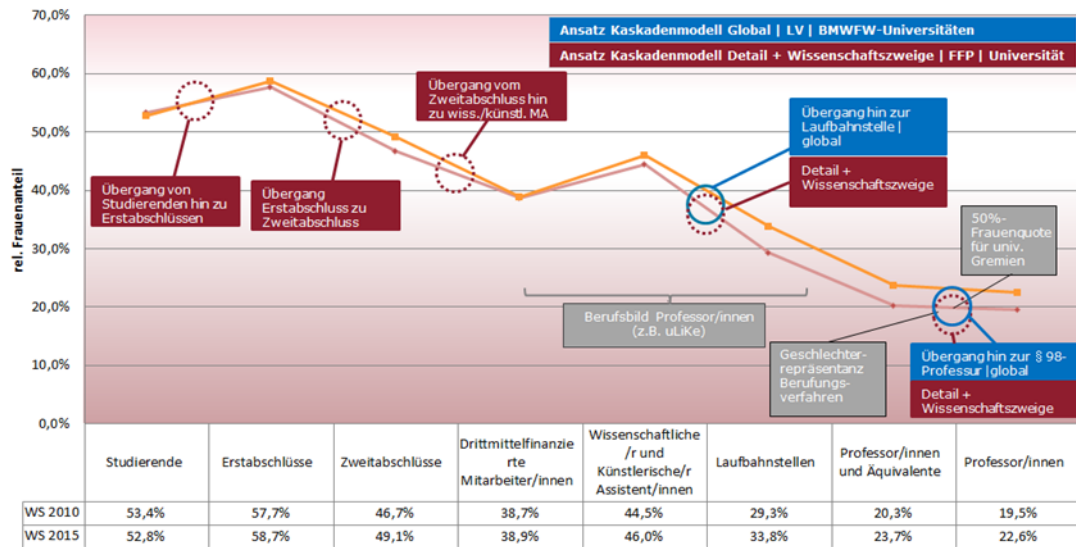 70,0%
60,0%
50,0%
40,0%
30,0%
20,0%
10,0%
0,0%
rel. Frauenanteil
Ansatz Kaskadenmodell Global | LV | BMWFW-Universitäten
Ansatz Kaskadenmodell Detail + Wissenschaftszweige | FFP | Universität
Übergang von
Studierenden hin zu
Erstabschlüssen
Übergang
Erstabschluss zu
Zweitabschluss
Übergang vom
Zweitabschluss hin
zu wiss./künstl. MA
Übergang hin zur
Laufbahnstelle |
global
Detail +
Wissenschaftszweige
50%-
Frauenquote
für univ.
Gremien
Berufsbild Professor/innen
(z.B. uLiKe)
Geschlechter-
repräsentanz
Berufungs-
verfahren
Übergang hin zur § 98-
Professur |global
Detail +
Wissenschaftszweige
Studierende
Erstabschlüsse
Zweitabschlüsse
Drittmittelfinanzie
rte
Mitarbeiter/innen
Wissenschaftliche
/r und
Künstlerische/r
Assistent/innen
Laufbahnstellen
Professor/innen
und Äquivalente
Professor/innen
WS 2010 53,4% 57,7% 46,7% 38,7% 44,5% 29,3% 20,3% 19,5%
WS 2015 52,8% 58,7% 49,1% 38,9% 46,0% 33,8% 23,7% 22,6%